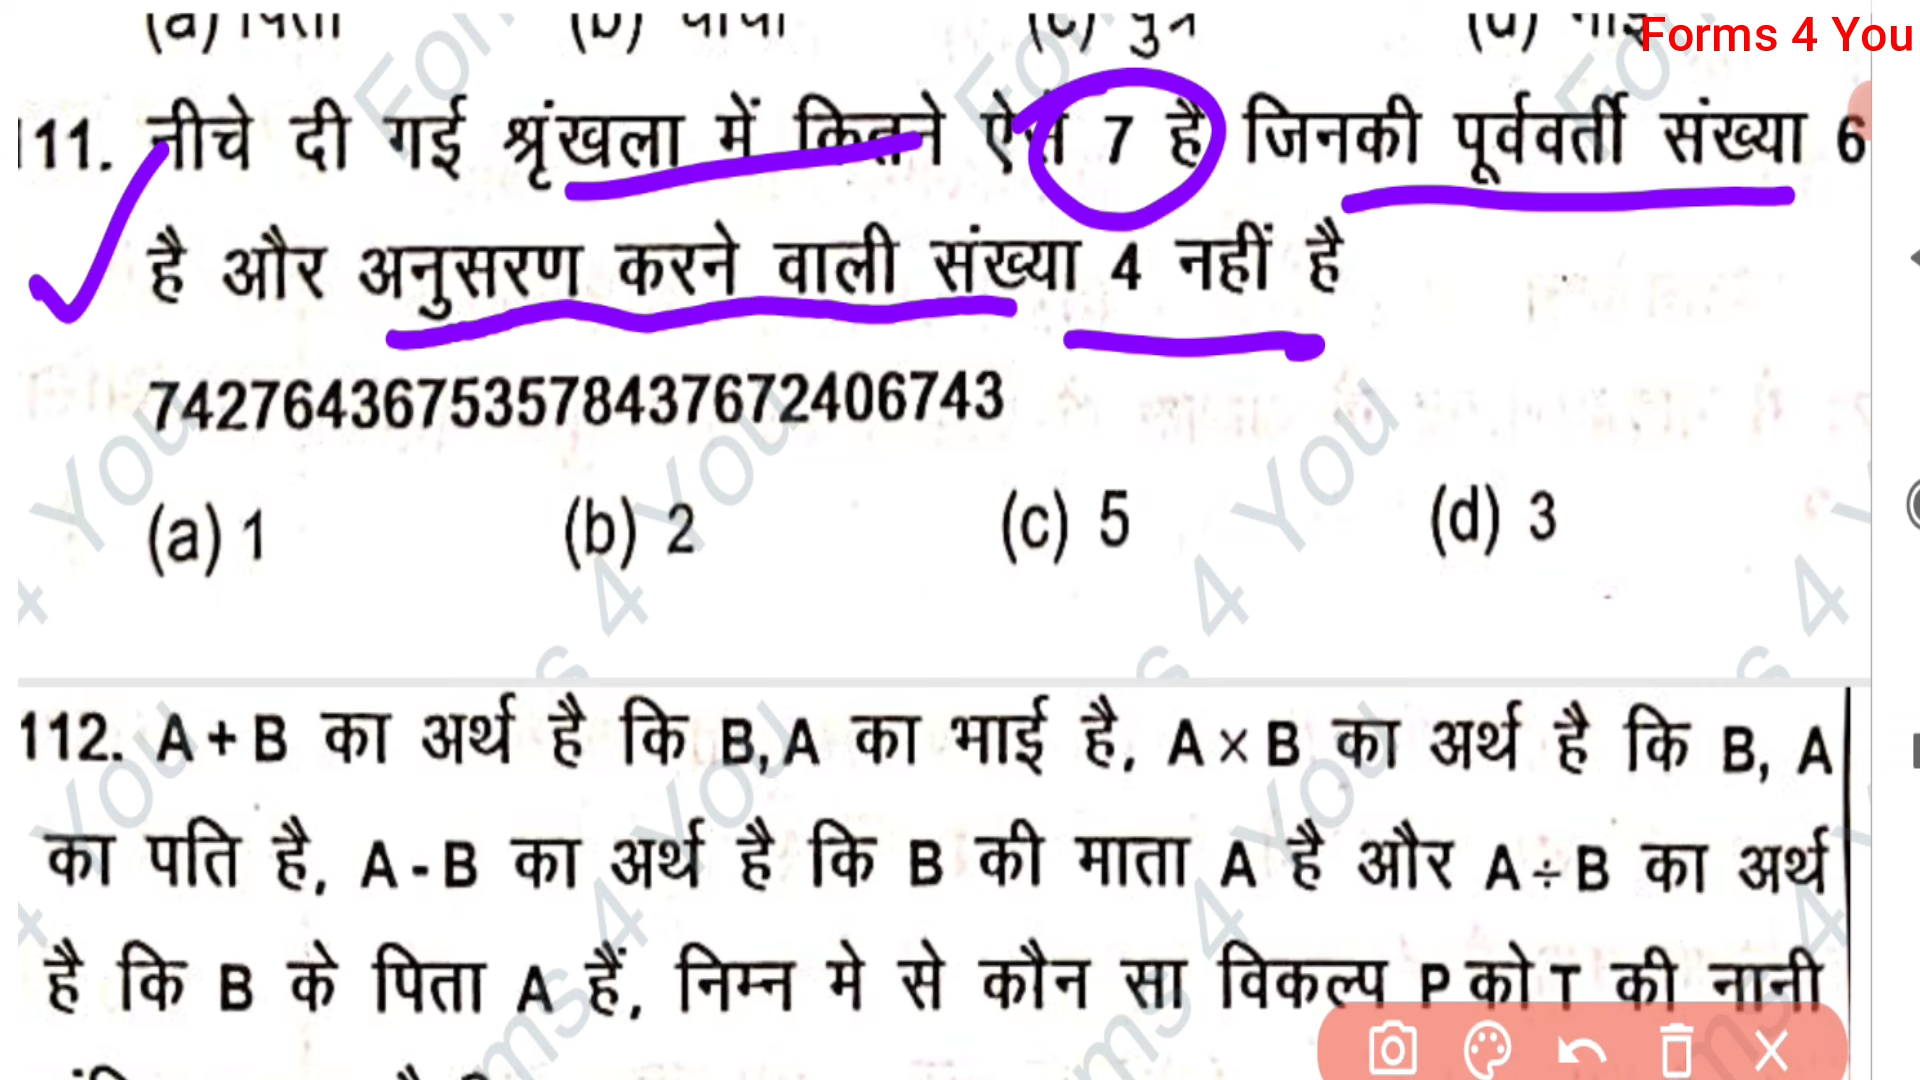 Forms 4 You
111. नीचे दी गई श्रृंखला में कितने ऐसे 7 है जिनकी पूर्ववर्ती संख्या 6
है और अनुसरण करने वाली संख्या 4 नहीं है
74276436753578437672406743
(a) 1 (b) 2 (c) 5 (d) 3
112. A + B का अर्थ है कि B, A का भाई है, A × B का अर्थ है कि B, A
का पति है, A - B का अर्थ है कि B की माता A है और A ÷ B का अर्थ
है कि B के पिता A हैं, निम्न मे से कौन सा विकल्प P को T की नानी